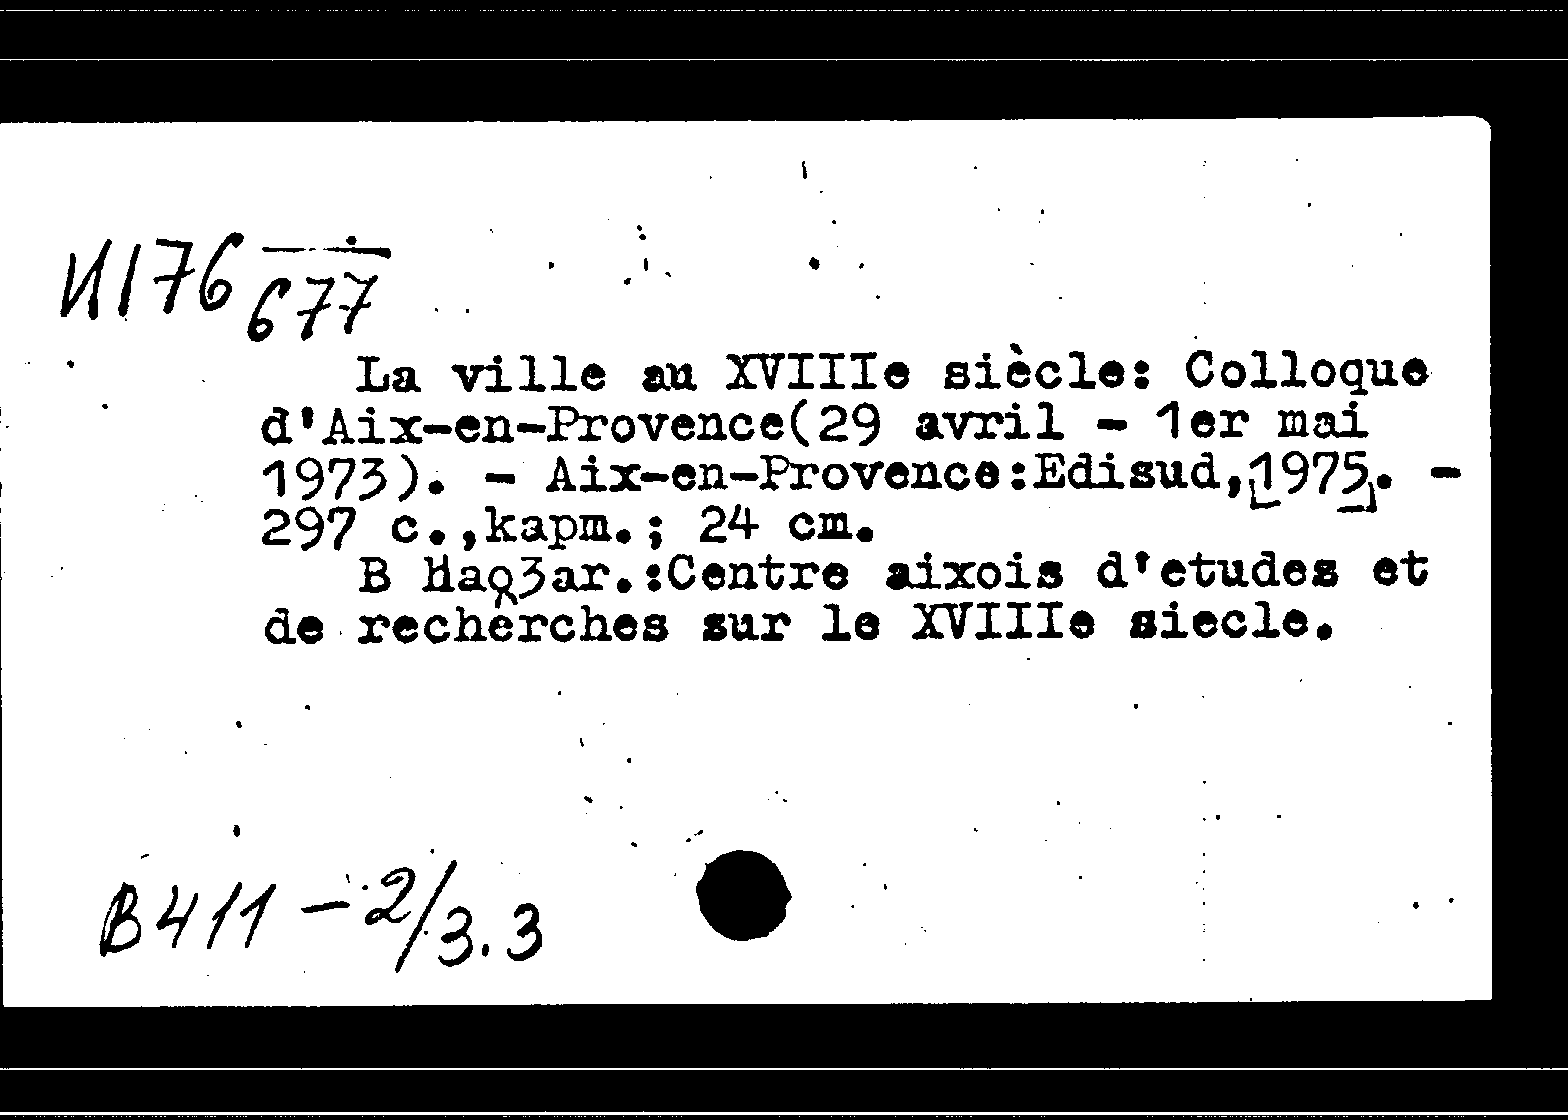 И176 677
La ville au XVIIIe siècle: Colloque
d'Aix-en-Provence(29 avril - 1er mai
1973). - Aix-en-Provence:Edisud,[1975]. -
297 c.,карт.; 24 cm.
В надзаг.:Centre aixois d'etudes et
de recherches sur le XVIIIe siecle.
В411-2/3.3